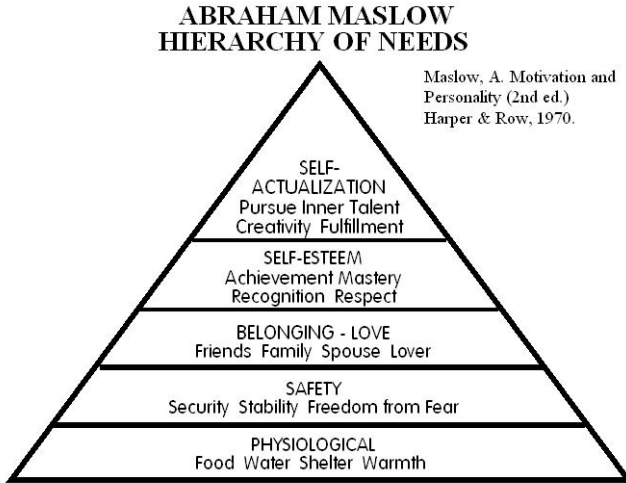 ABRAHAM MASLOW
HIERARCHY OF NEEDS
Maslow, A. Motivation and
Personality (2nd ed.)
Harper & Row, 1970.
SELF-
ACTUALIZATION
Pursue Inner Talent
Creativity Fulfillment
SELF-ESTEEM
Achievement Mastery
Recognition Respect
BELONGING - LOVE
Friends Family Spouse Lover
SAFETY
Security Stability Freedom from Fear
PHYSIOLOGICAL
Food Water Shelter Warmth